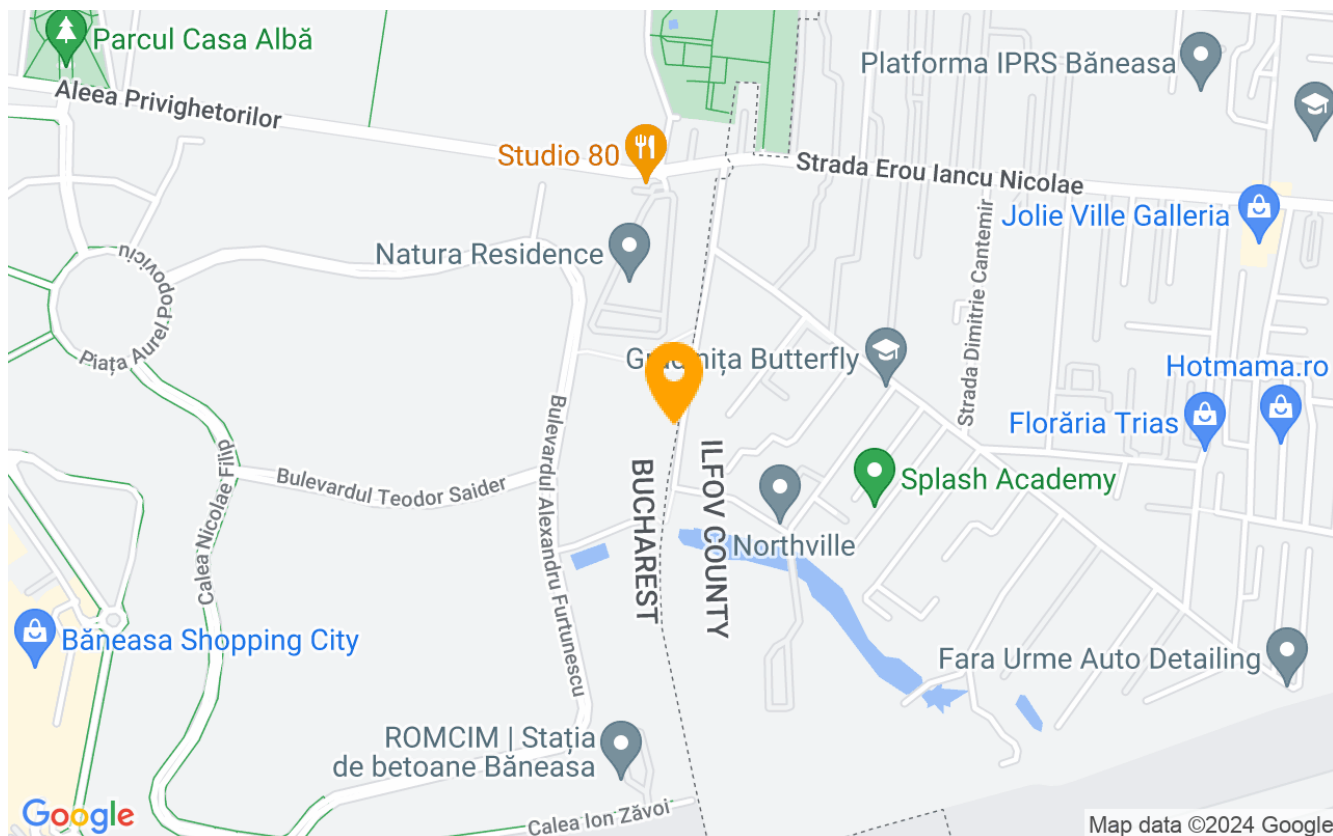 Parcul Casa Albă
Aleea Privighetorilor
Platforma IPRS Băneasa
Studio 80
Strada Erou Iancu Nicolae
Jolie Ville Galleria
Natura Residence
Piața Aurel Popoviciu
Strada Dimitrie Cantemir
Butterfly
Hotmama.ro
Florăria Trias
Bulevardul Alexandru Furtunescu
Calea Nicolae Filip
Bulevardul Teodor Saider
BUCHAREST
ILFOV COUNTY
Splash Academy
Northville
Băneasa Shopping City
Fara Urme Auto Detailing
ROMCIM | Stația
de betoane Băneasa
Calea Ion Zăvoi
Google
Map data ©2024 Google